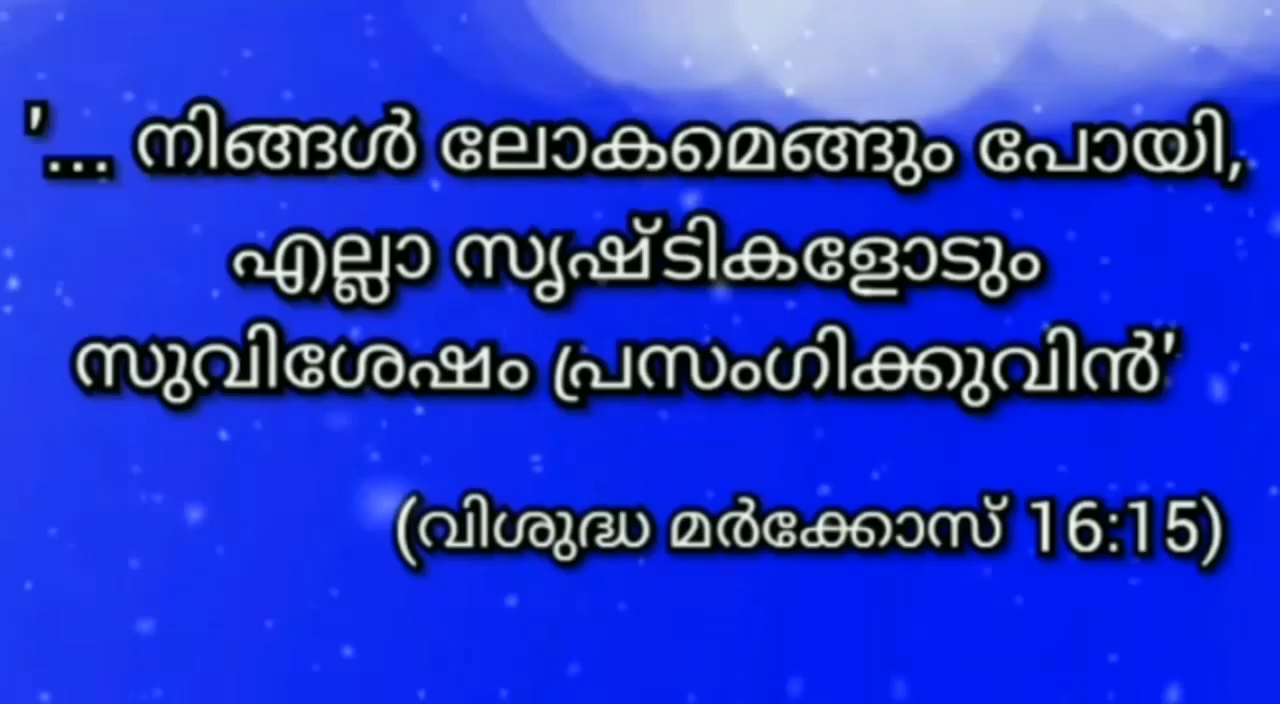 '... നിങ്ങൾ ലോകമെങ്ങും പോയി,
എല്ലാ സൃഷ്ടികളോടും
സുവിശേഷം പ്രസംഗിക്കുവിൻ'
(വിശുദ്ധ മർക്കോസ് 16:15)